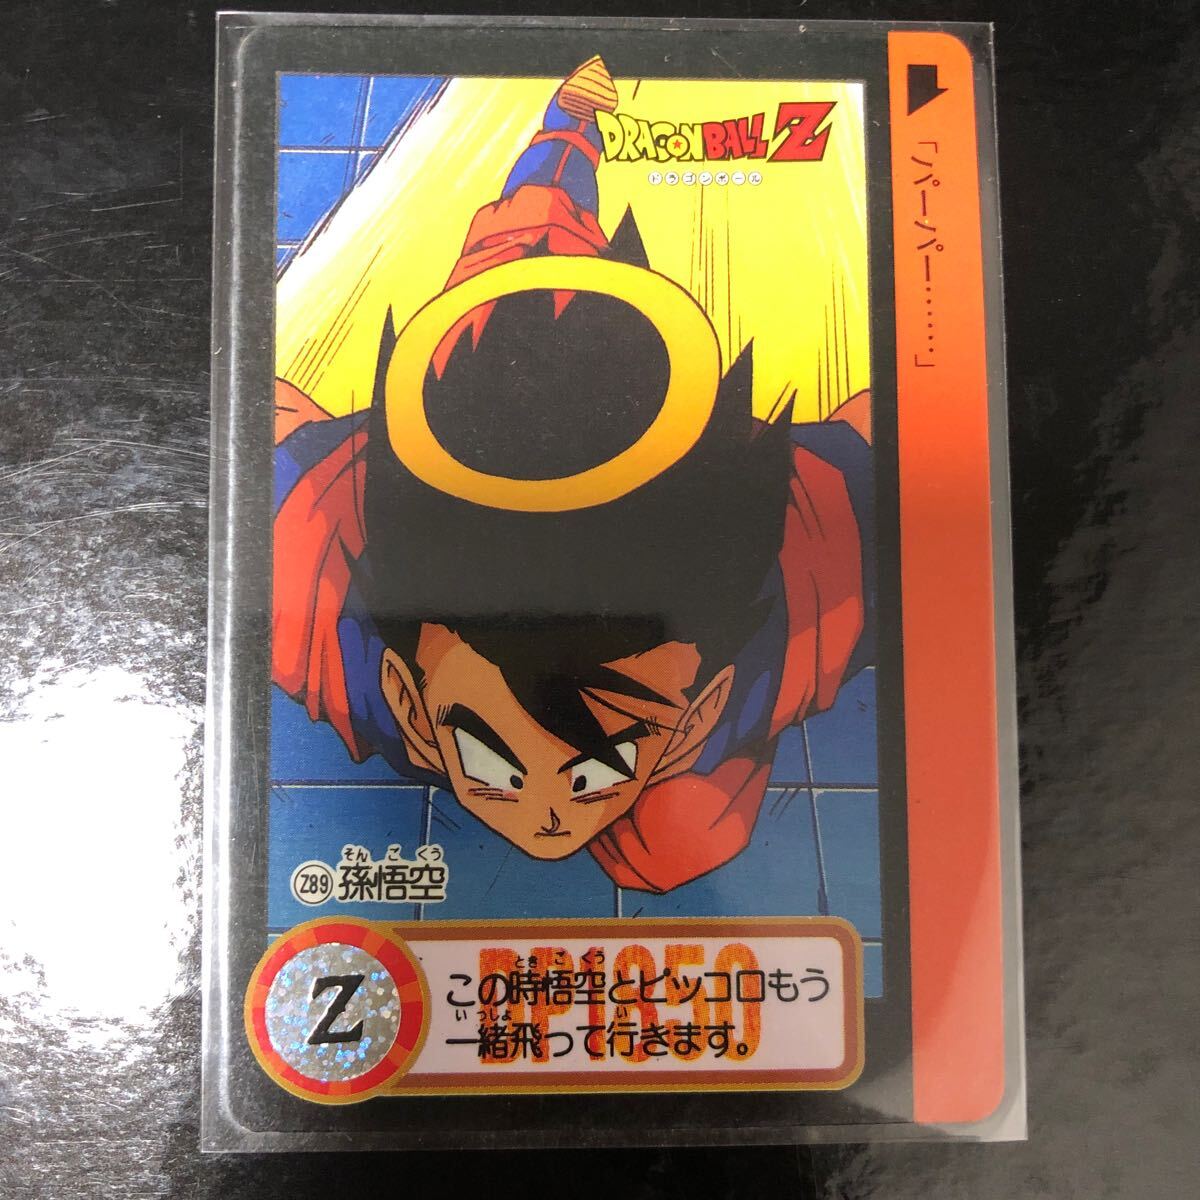 DRAGON BALL Z
ドラゴンボール
「パーパー……」
そん ご くう
Z89 孫悟空
Z
DP1850
とき ご くう
この時悟空とピッコロもう
いっしょ い
一緒飛って行きます。